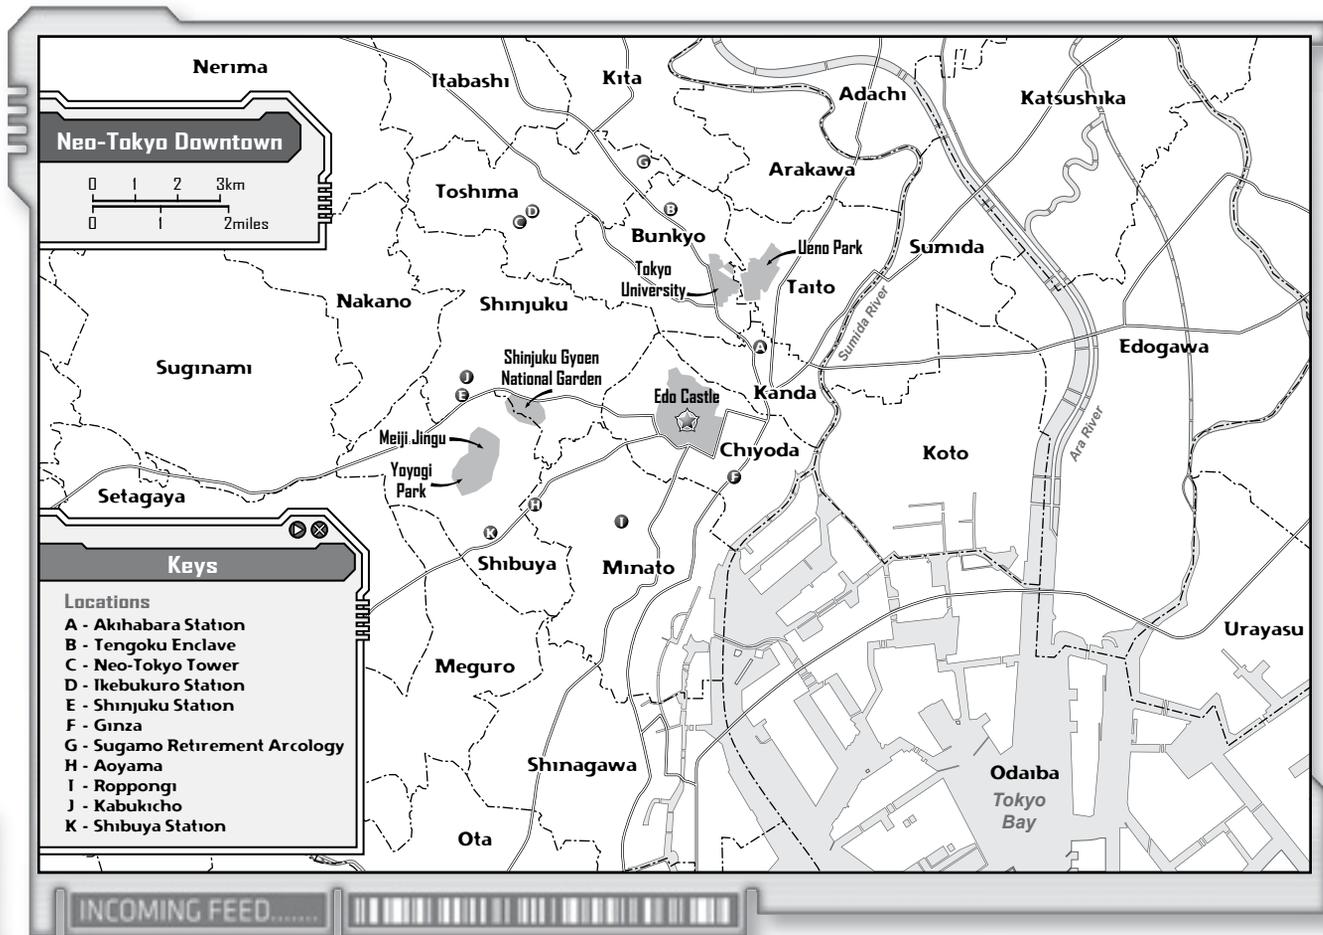 Nerima
Itabashi
Kita
Adachi
Katsushika
Neo-Tokyo Downtown
0 1 2 3km
0 1 2miles
G
Arakawa
Toshima
D
C
B
Bunkyo
Ueno Park
Sumida
Tokyo
University
Taito
Nakano
Shinjuku
Sumida River
A
Edogawa
Suginami
Shinjuku Gyoen
National Garden
J
E
Edo Castle
Kanda
Meiji Jingu
Chiyoda
Koto
Ara River
Yoyogi
Park
F
Setagaya
H
I
K
Shibuya
Minato
Urayasu
Meguro
Shinagawa
Odaiba
Tokyo
Bay
Ota
Keys
Locations
A - Akihabara Station
B - Tengoku Enclave
C - Neo-Tokyo Tower
D - Ikebukuro Station
E - Shinjuku Station
F - Ginza
G - Sugamo Retirement Arcology
H - Aoyama
I - Roppongi
J - Kabukicho
K - Shibuya Station
INCOMING FEED.......